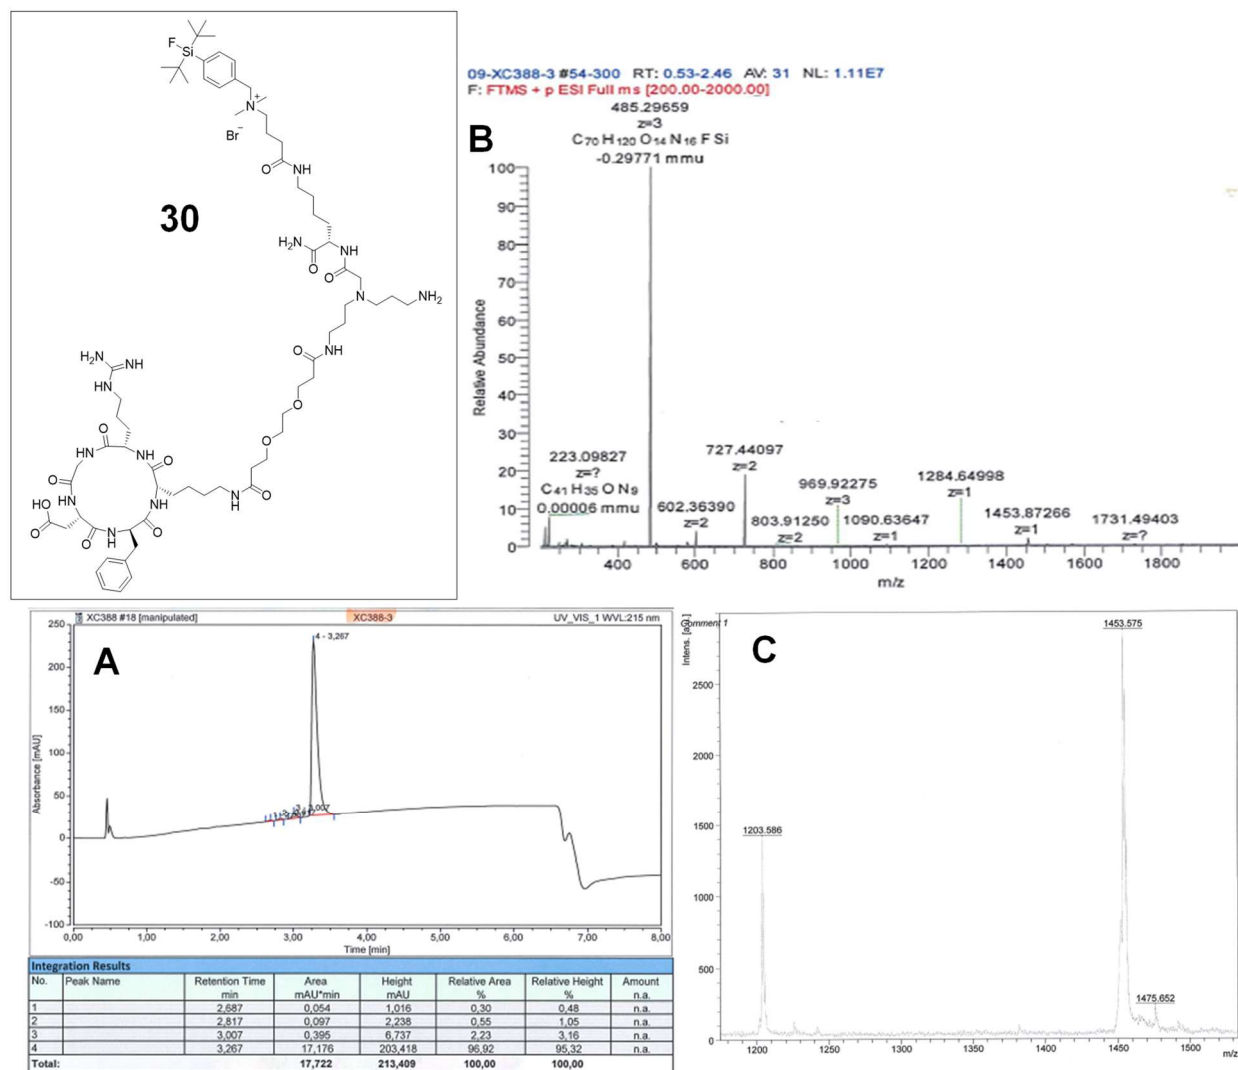 F
Si
N
+
Br
−
O
NH
30
H2N
O
NH
O
N
NH2
NH
O
O
O
H2N
NH
HN
O
NH
NH
O
O
NH
HN
N
H
O
HO
O
O
NH
O
09-XC388-3 #54-300 RT: 0.53-2.46 AV: 31 NL: 1.11E7
F: FTMS + p ESI Full ms [200.00-2000.00]
B
485.29659
z=3
C70 H120 O14 N16 F Si
-0.29771 mmu
Relative Abundance
100
90
80
70
60
50
40
30
20
10
0
223.09827
z=?
C41 H35 O N9
0.00006 mmu
602.36390
z=2
727.44097
z=2
803.91250
z=2
969.92275
z=3
1090.63647
z=1
1284.64998
z=1
1453.87266
z=1
1731.49403
z=?
400 600 800 1000 1200 1400 1600 1800
m/z
XC388 #18 [manipulated] XC388-3 UV_VIS_1 WVL:215 nm
A
Absorbance [mAU]
250
200
150
100
50
0
-50
-100
4 - 3,267
0,00 1,00 2,00 3,00 4,00 5,00 6,00 7,00 8,00
Time [min]
Integration Results
No. Peak Name Retention Time Area Height Relative Area Relative Height Amount
min mAU*min mAU % % n.a.
1 2,687 0,054 1,016 0,30 0,48 n.a.
2 2,817 0,097 2,238 0,55 1,05 n.a.
3 3,007 0,395 6,737 2,23 3,16 n.a.
4 3,267 17,176 203,418 96,92 95,32 n.a.
Total: 17,722 213,409 100,00 100,00
C
1453.575
1203.586
1475.652
2500
2000
1500
1000
500
0
1200 1250 1300 1350 1400 1450 1500
m/z